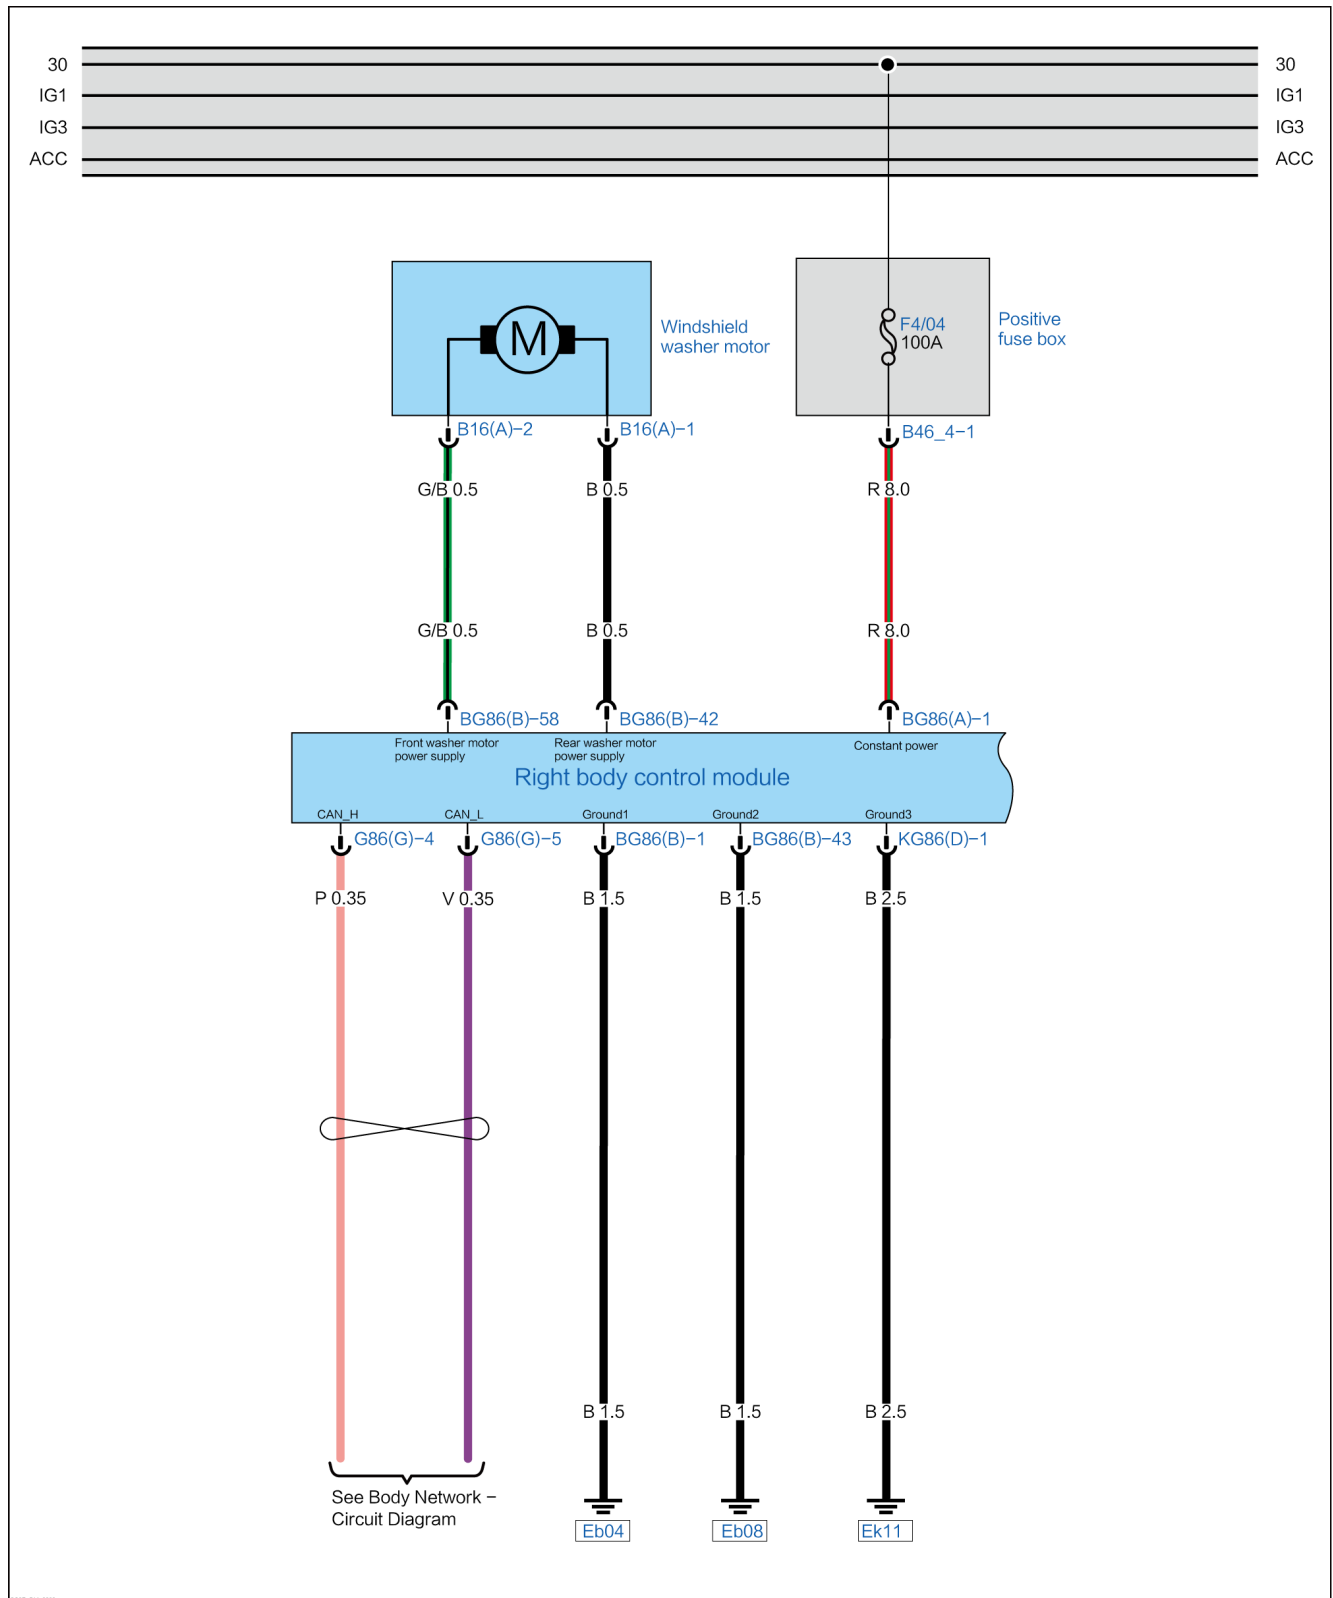 30
30
IG1
IG1
IG3
IG3
ACC
ACC
M
Windshield
washer motor
F4/04
100A
Positive
fuse box
B16(A)–2
B16(A)–1
B46_4–1
G/B 0.5
B 0.5
R 8.0
G/B 0.5
B 0.5
R 8.0
BG86(B)–58
BG86(B)–42
BG86(A)–1
Front washer motor
power supply
Rear washer motor
power supply
Constant power
Right body control module
CAN_H
CAN_L
Ground1
Ground2
Ground3
G86(G)–4
G86(G)–5
BG86(B)–1
BG86(B)–43
KG86(D)–1
P 0.35
V 0.35
B 1.5
B 1.5
B 2.5
B 1.5
B 1.5
B 2.5
See Body Network –
Circuit Diagram
Eb04
Eb08
Ek11